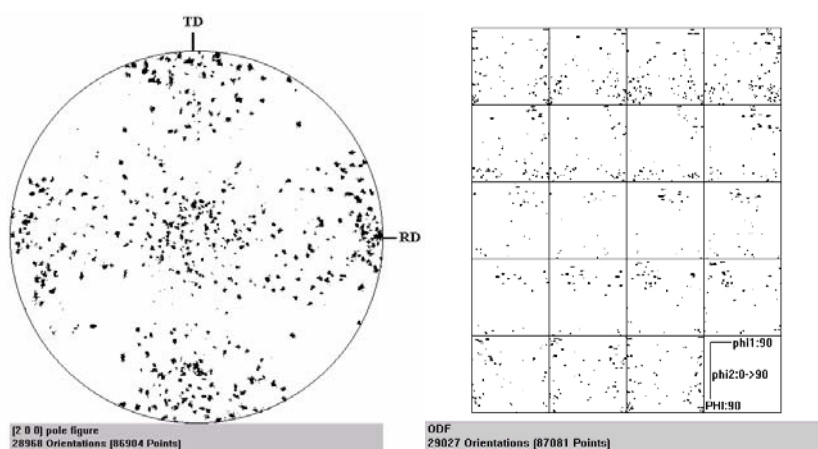 TD
RD
[2 0 0] pole figure
28968 Orientations [86904 Points]
phi1:90
phi2:0->90
PHI:90
ODF
29027 Orientations [87081 Points]